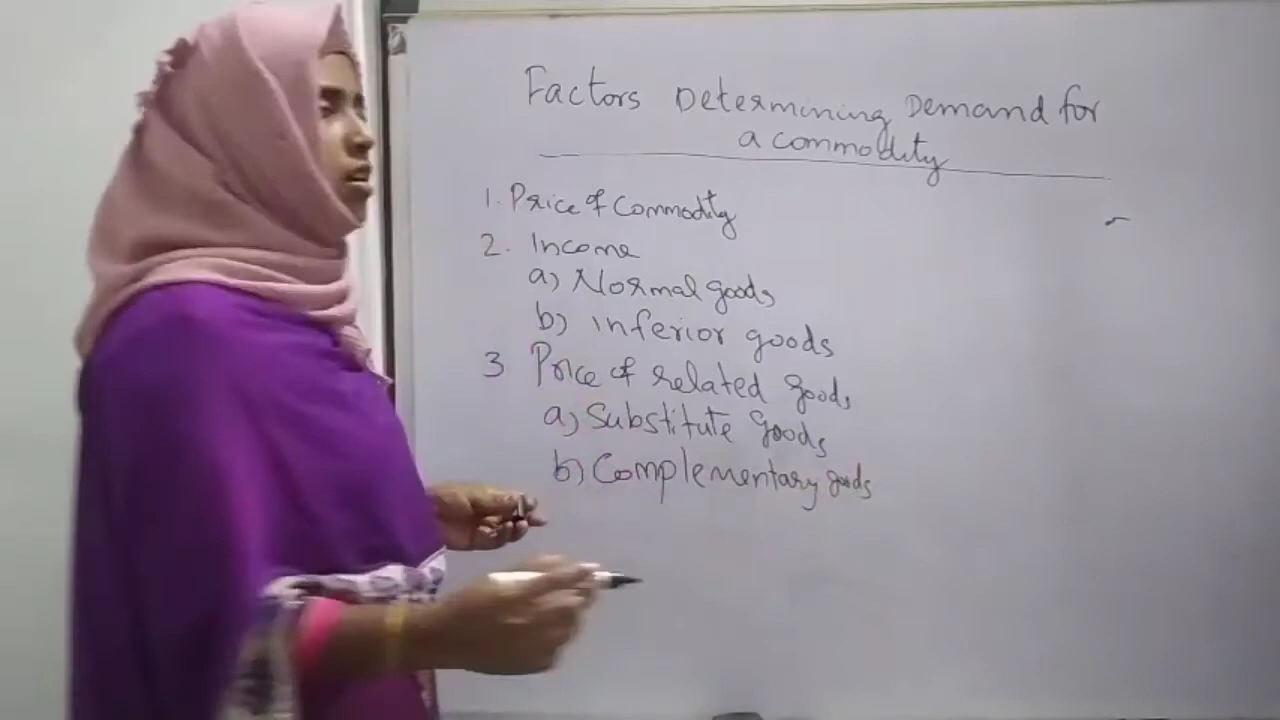 Factors Determining Demand for
a commodity
1. Price of Commodity
2. Income
a) Normal goods
b) inferior goods
3 Price of related goods
a) Substitute goods
b) Complementary goods